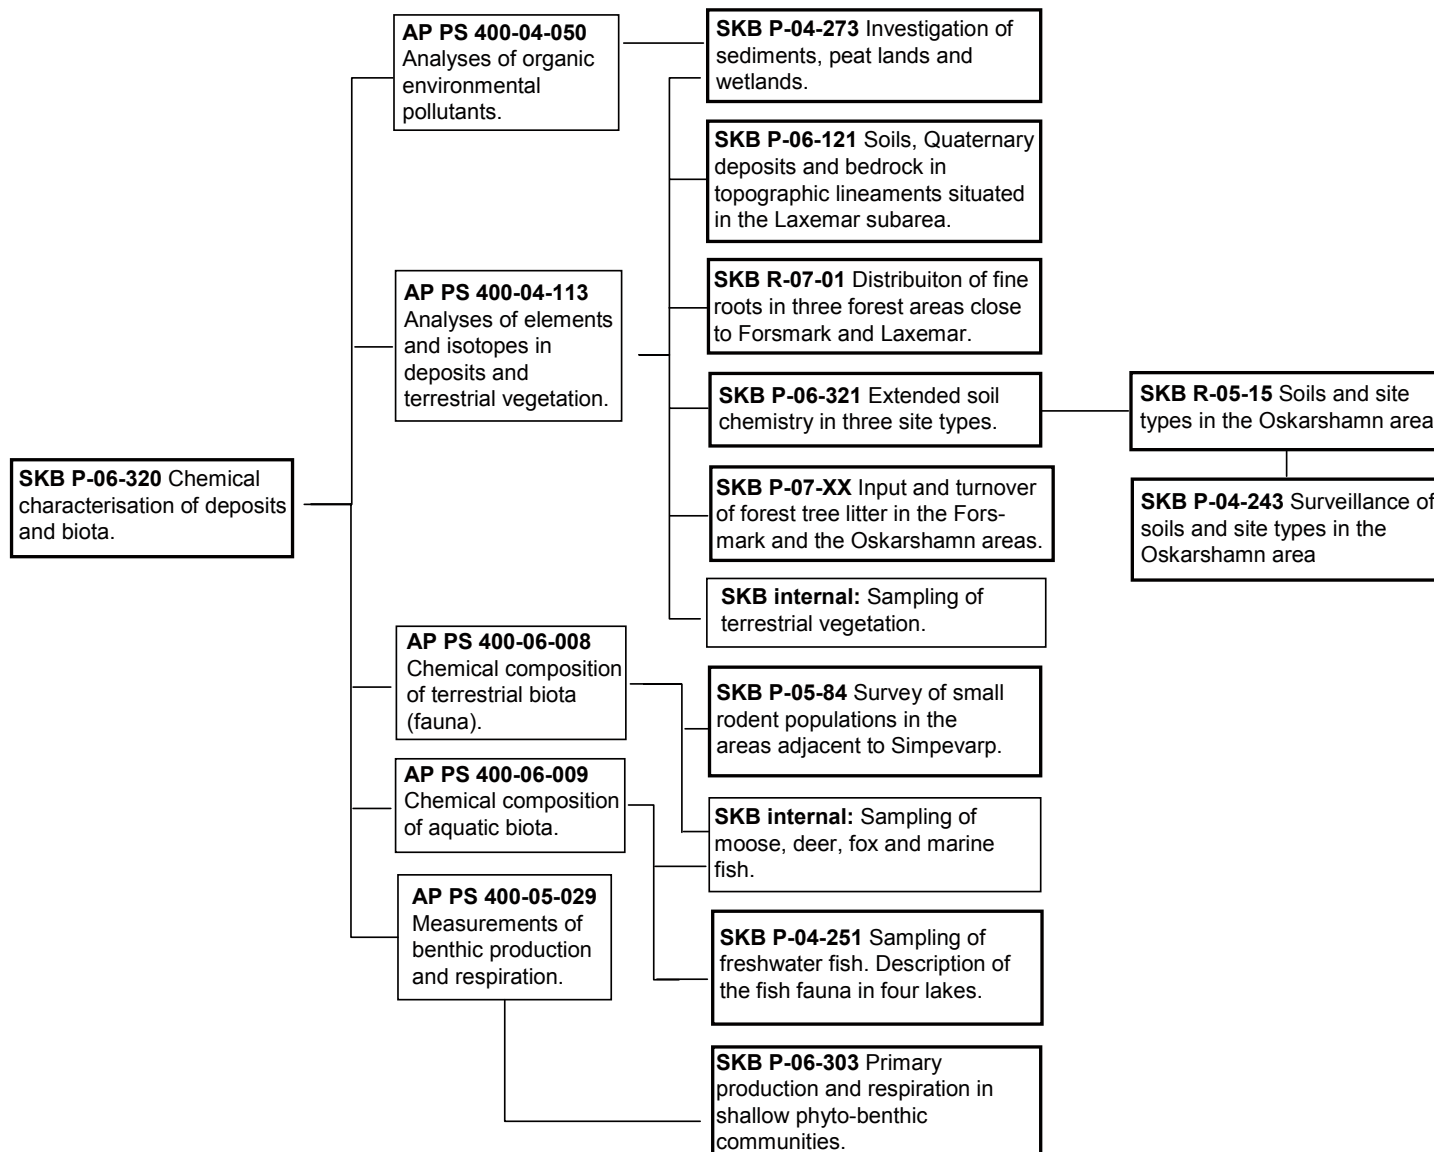 AP PS 400-04-050
Analyses of organic
environmental
pollutants.
SKB P-04-273 Investigation of
sediments, peat lands and
wetlands.
SKB P-06-121 Soils, Quaternary
deposits and bedrock in
topographic lineaments situated
in the Laxemar subarea.
AP PS 400-04-113
Analyses of elements
and isotopes in
deposits and
terrestrial vegetation.
SKB R-07-01 Distribuiton of fine
roots in three forest areas close
to Forsmark and Laxemar.
SKB P-06-321 Extended soil
chemistry in three site types.
SKB R-05-15 Soils and site
types in the Oskarshamn area
SKB P-06-320 Chemical
characterisation of deposits
and biota.
SKB P-07-XX Input and turnover
of forest tree litter in the Fors-
mark and the Oskarshamn areas.
SKB P-04-243 Surveillance of
soils and site types in the
Oskarshamn area
SKB internal: Sampling of
terrestrial vegetation.
AP PS 400-06-008
Chemical composition
of terrestrial biota
(fauna).
SKB P-05-84 Survey of small
rodent populations in the
areas adjacent to Simpevarp.
AP PS 400-06-009
Chemical composition
of aquatic biota.
SKB internal: Sampling of
moose, deer, fox and marine
fish.
AP PS 400-05-029
Measurements of
benthic production
and respiration.
SKB P-04-251 Sampling of
freshwater fish. Description of
the fish fauna in four lakes.
SKB P-06-303 Primary
production and respiration in
shallow phyto-benthic
communities.